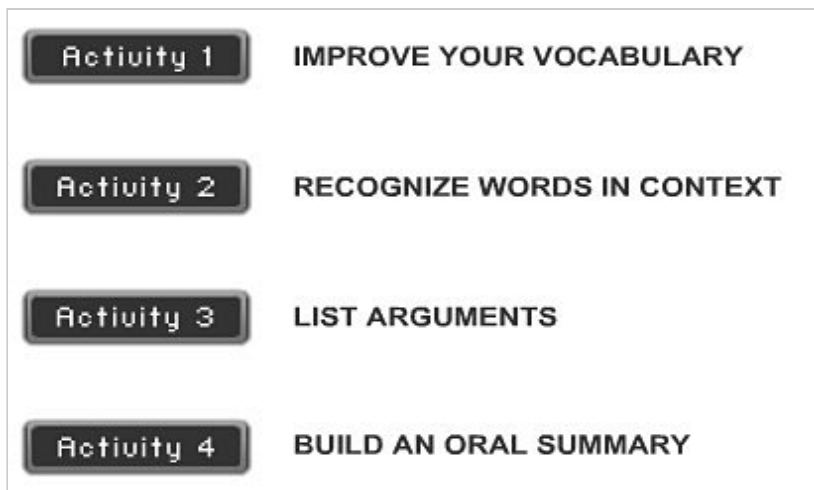 Activity 1 IMPROVE YOUR VOCABULARY
Activity 2 RECOGNIZE WORDS IN CONTEXT
Activity 3 LIST ARGUMENTS
Activity 4 BUILD AN ORAL SUMMARY